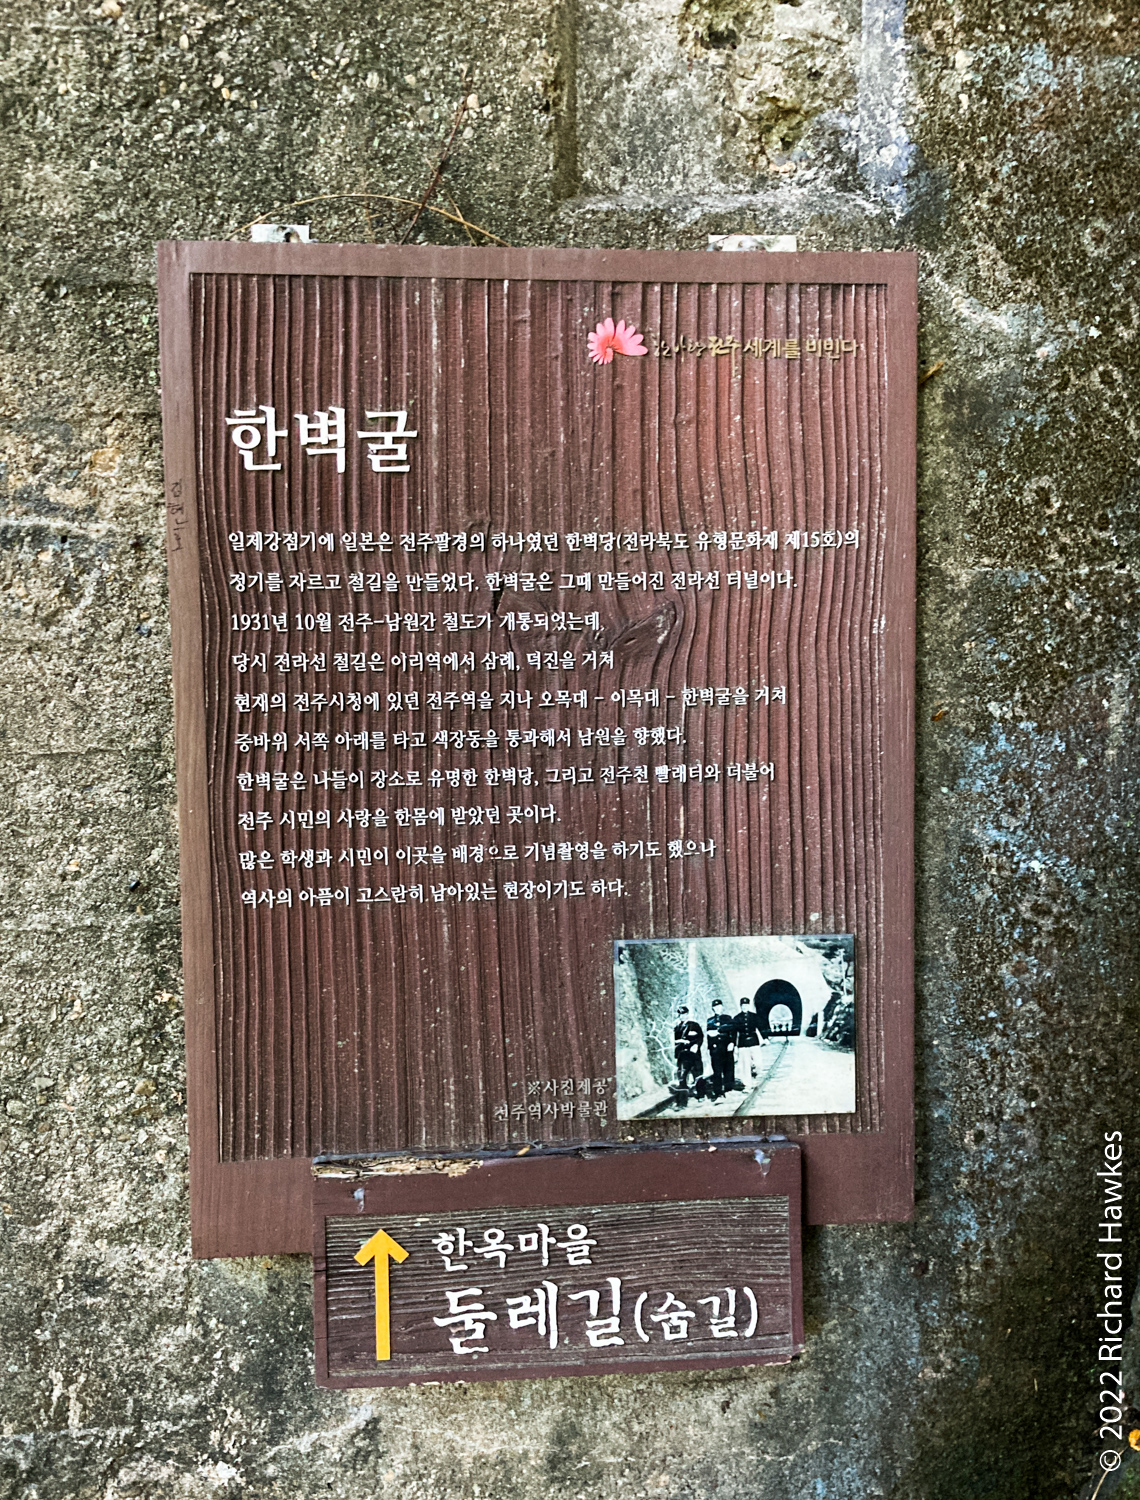 한바탕 전주 세계를 비빈다
한벽굴
일제강점기에 일본은 전주팔경의 하나였던 한벽당(전라북도 유형문화재 제15호)의
정기를 자르고 철길을 만들었다. 한벽굴은 그때 만들어진 전라선 터널이다.
1931년 10월 전주-남원간 철도가 개통되었는데,
당시 전라선 철길은 이리역에서 삼례, 덕진을 거쳐
현재의 전주시청에 있던 전주역을 지나 오목대 - 이목대 - 한벽굴을 거쳐
중바위 서쪽 아래를 타고 색장동을 통과해서 남원을 향했다.
한벽굴은 나들이 장소로 유명한 한벽당, 그리고 전주천 빨래터와 더불어
전주 시민의 사랑을 한몸에 받았던 곳이다.
많은 학생과 시민이 이곳을 배경으로 기념촬영을 하기도 했으나
역사의 아픔이 고스란히 남아있는 현장이기도 하다.
※사진제공
전주역사박물관
한옥마을
둘레길(숨길)
© 2022 Richard Hawkes